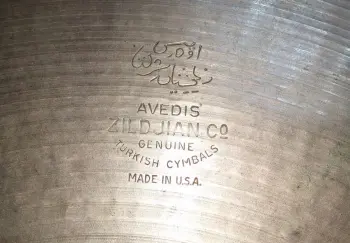 AVEDIS
ZILDJIAN CO
GENUINE
TURKISH CYMBALS
MADE IN U.S.A.